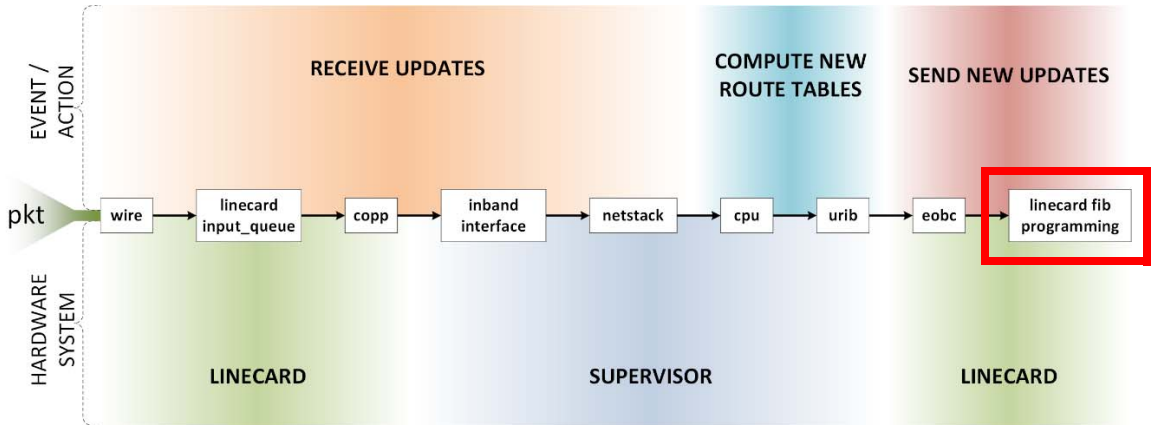 EVENT /
ACTION
RECEIVE UPDATES
COMPUTE NEW
ROUTE TABLES
SEND NEW UPDATES
pkt
wire
linecard
input_queue
copp
inband
interface
netstack
cpu
urib
eobc
linecard fib
programming
HARDWARE
SYSTEM
LINECARD
SUPERVISOR
LINECARD